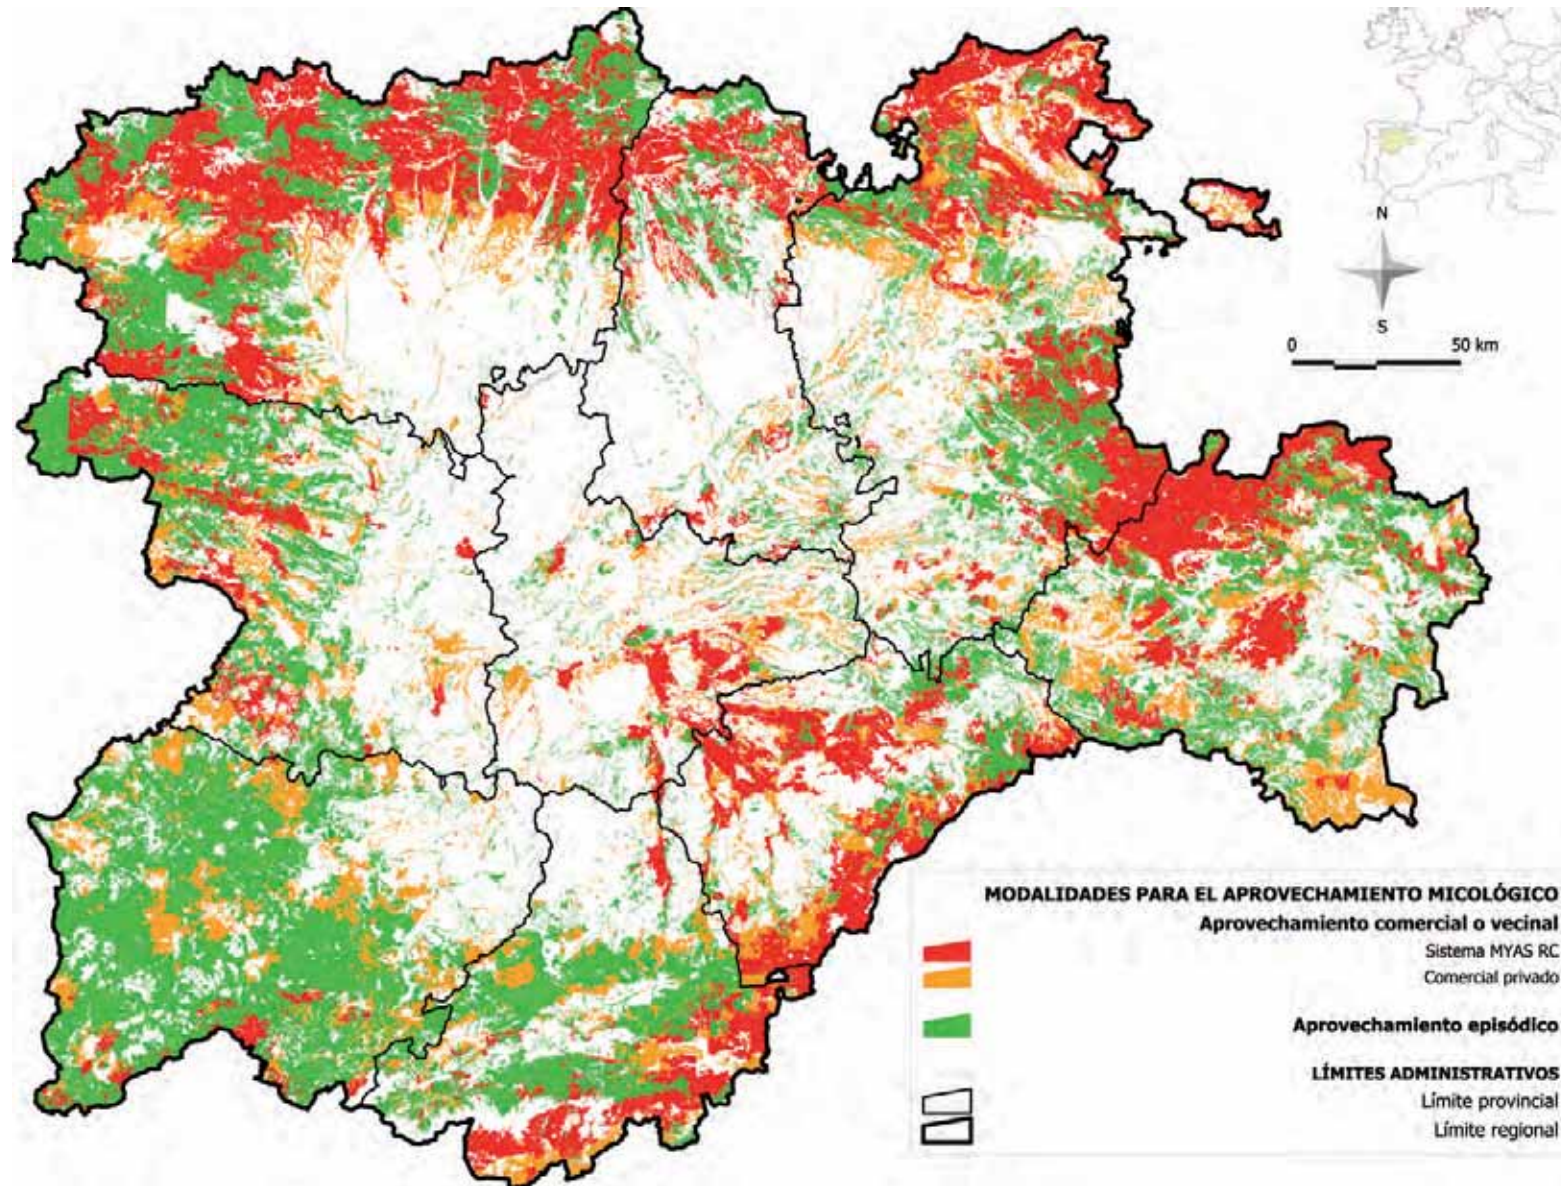 N
S
0 50 km
MODALIDADES PARA EL APROVECHAMIENTO MICOLÓGICO
Aprovechamiento comercial o vecinal
Sistema MYAS RC
Comercial privado
Aprovechamiento episódico
LÍMITES ADMINISTRATIVOS
Límite provincial
Límite regional